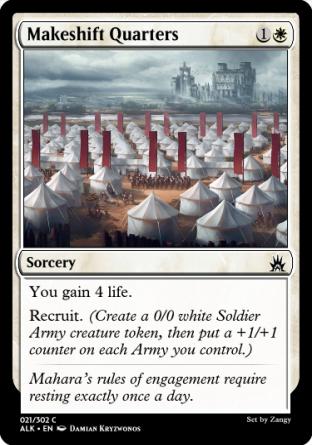 Makeshift Quarters 1
Sorcery
You gain 4 life.
Recruit. (Create a 0/0 white Soldier
Army creature token, then put a +1/+1
counter on each Army you control.)
Mahara's rules of engagement require
resting exactly once a day.
021/302 C
ALK • EN Damian Kryzwonos
Set by Zangy